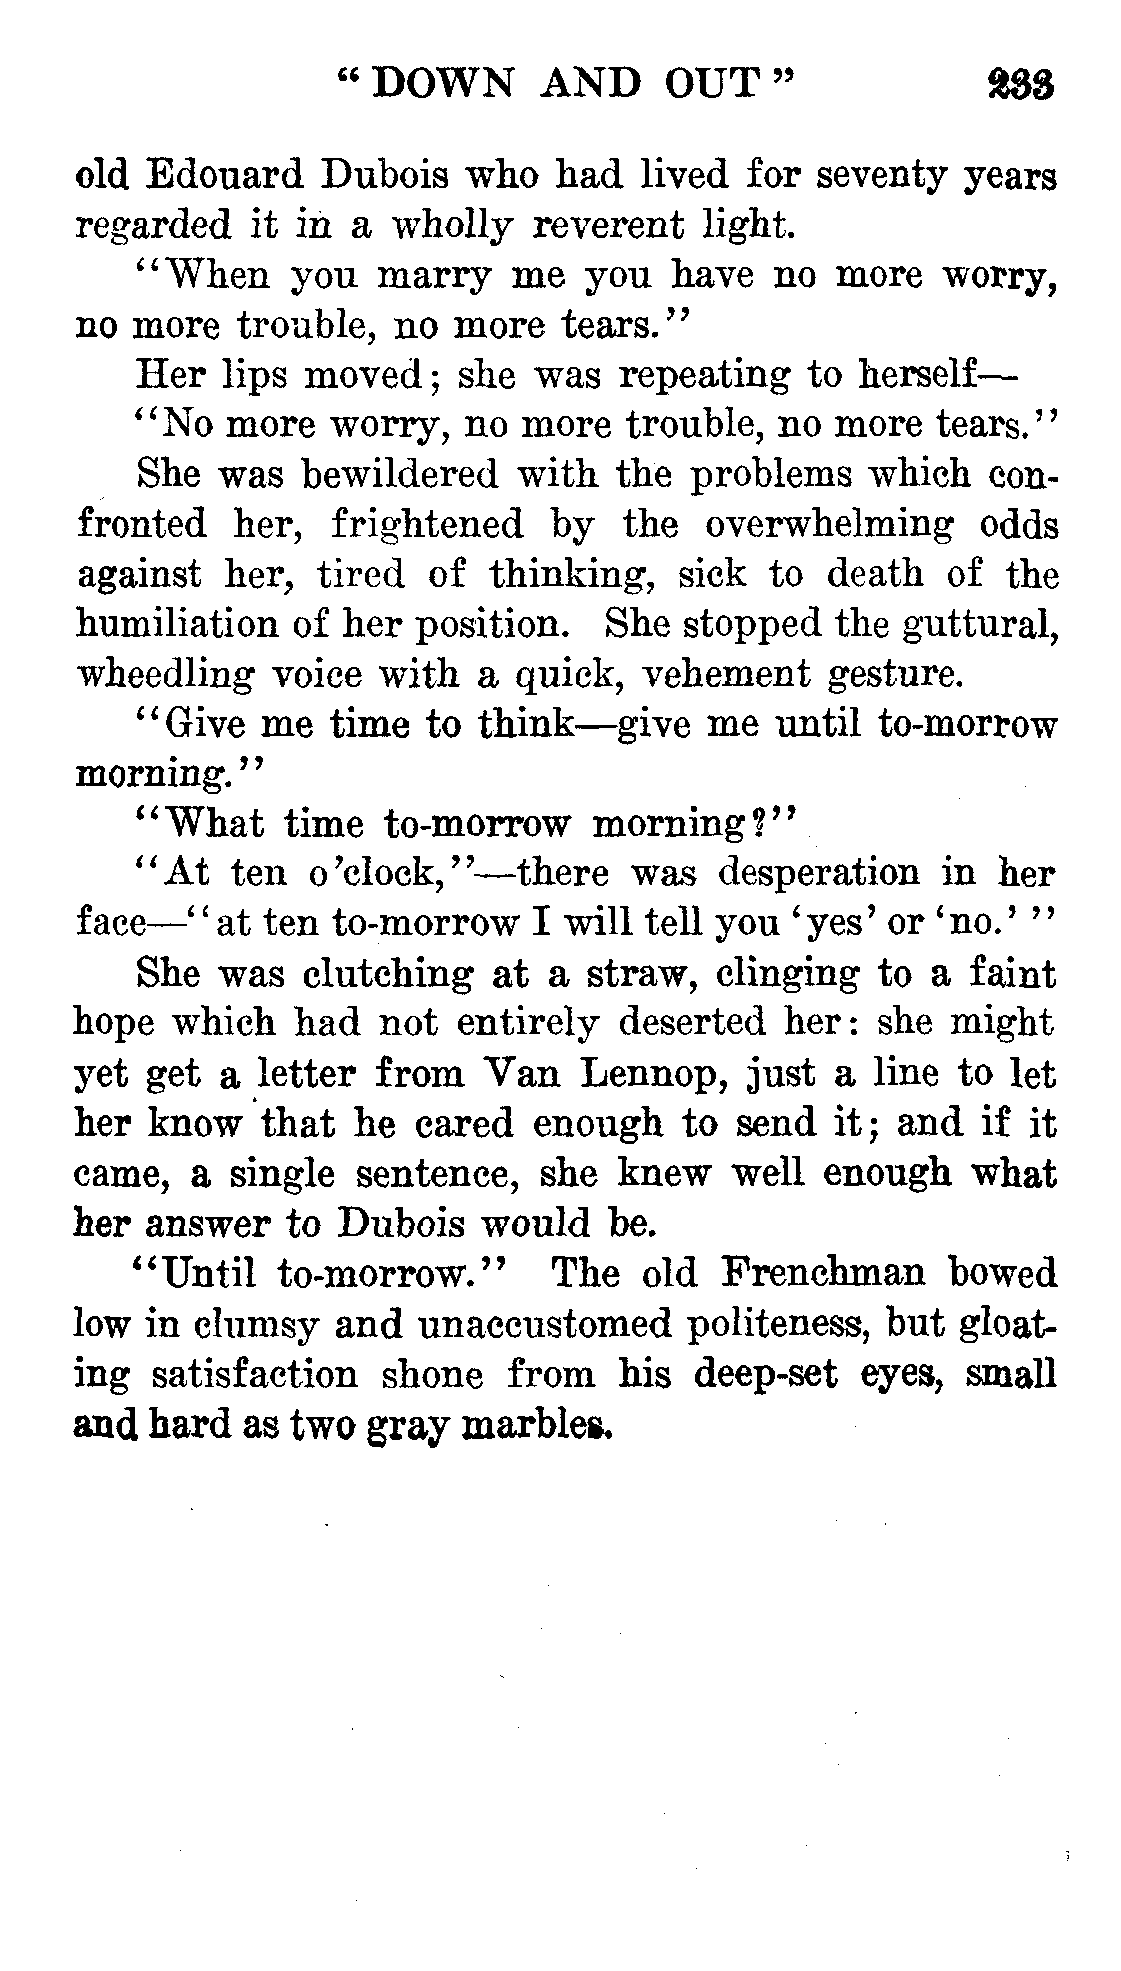 “ DOWN AND OUT ” 233
old Edouard Dubois who had lived for seventy years
regarded it in a wholly reverent light.
“When you marry me you have no more worry,
no more trouble, no more tears.”
Her lips moved; she was repeating to herself—
“No more worry, no more trouble, no more tears.”
She was bewildered with the problems which con-
fronted her, frightened by the overwhelming odds
against her, tired of thinking, sick to death of the
humiliation of her position. She stopped the guttural,
wheedling voice with a quick, vehement gesture.
“Give me time to think—give me until to-morrow
morning.”
“What time to-morrow morning?”
“At ten o’clock,”—there was desperation in her
face—“at ten to-morrow I will tell you ‘yes’ or ‘no.’ ”
She was clutching at a straw, clinging to a faint
hope which had not entirely deserted her: she might
yet get a letter from Van Lennop, just a line to let
her know that he cared enough to send it; and if it
came, a single sentence, she knew well enough what
her answer to Dubois would be.
“Until to-morrow.” The old Frenchman bowed
low in clumsy and unaccustomed politeness, but gloat-
ing satisfaction shone from his deep-set eyes, small
and hard as two gray marbles.